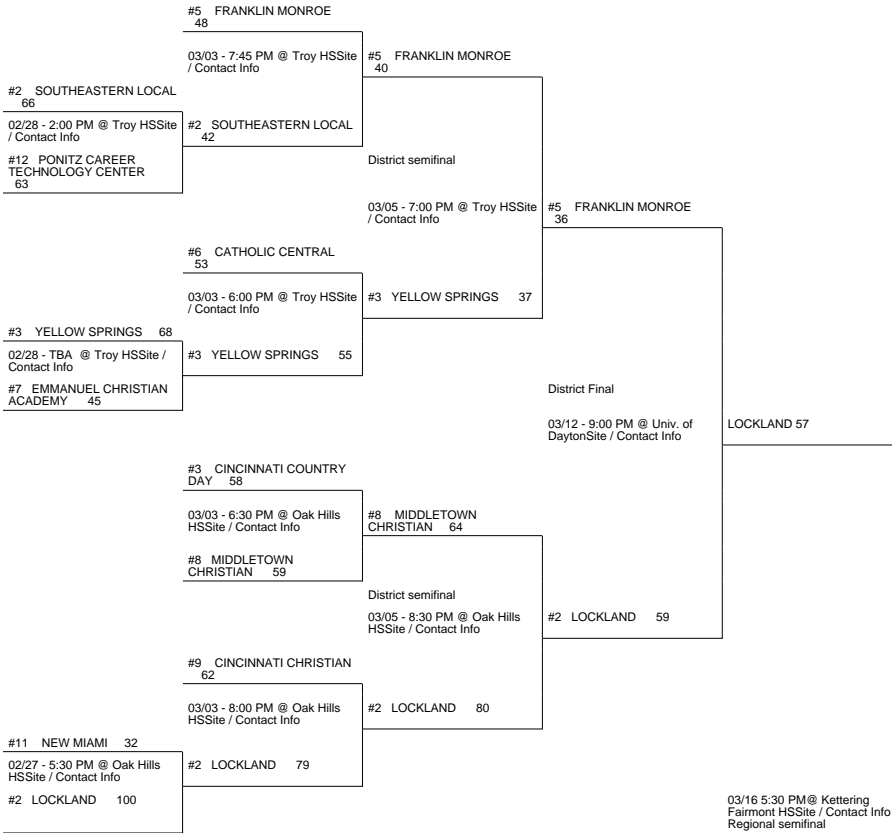 #5 FRANKLIN MONROE
48
03/03 - 7:45 PM @ Troy HSSite
/ Contact Info
#5 FRANKLIN MONROE
40
#2 SOUTHEASTERN LOCAL
66
02/28 - 2:00 PM @ Troy HSSite
/ Contact Info
#2 SOUTHEASTERN LOCAL
42
#12 PONITZ CAREER
TECHNOLOGY CENTER
63
District semifinal
03/05 - 7:00 PM @ Troy HSSite
/ Contact Info
#5 FRANKLIN MONROE
36
#6 CATHOLIC CENTRAL
53
03/03 - 6:00 PM @ Troy HSSite
/ Contact Info
#3 YELLOW SPRINGS 37
#3 YELLOW SPRINGS 68
02/28 - TBA @ Troy HSSite /
Contact Info
#3 YELLOW SPRINGS 55
#7 EMMANUEL CHRISTIAN
ACADEMY 45
District Final
03/12 - 9:00 PM @ Univ. of
DaytonSite / Contact Info
LOCKLAND 57
#3 CINCINNATI COUNTRY
DAY 58
03/03 - 6:30 PM @ Oak Hills
HSSite / Contact Info
#8 MIDDLETOWN
CHRISTIAN 64
#8 MIDDLETOWN
CHRISTIAN 59
District semifinal
03/05 - 8:30 PM @ Oak Hills
HSSite / Contact Info
#2 LOCKLAND 59
#9 CINCINNATI CHRISTIAN
62
03/03 - 8:00 PM @ Oak Hills
HSSite / Contact Info
#2 LOCKLAND 80
#11 NEW MIAMI 32
02/27 - 5:30 PM @ Oak Hills
HSSite / Contact Info
#2 LOCKLAND 79
#2 LOCKLAND 100
03/16 5:30 PM@ Kettering
Fairmont HSSite / Contact Info
Regional semifinal